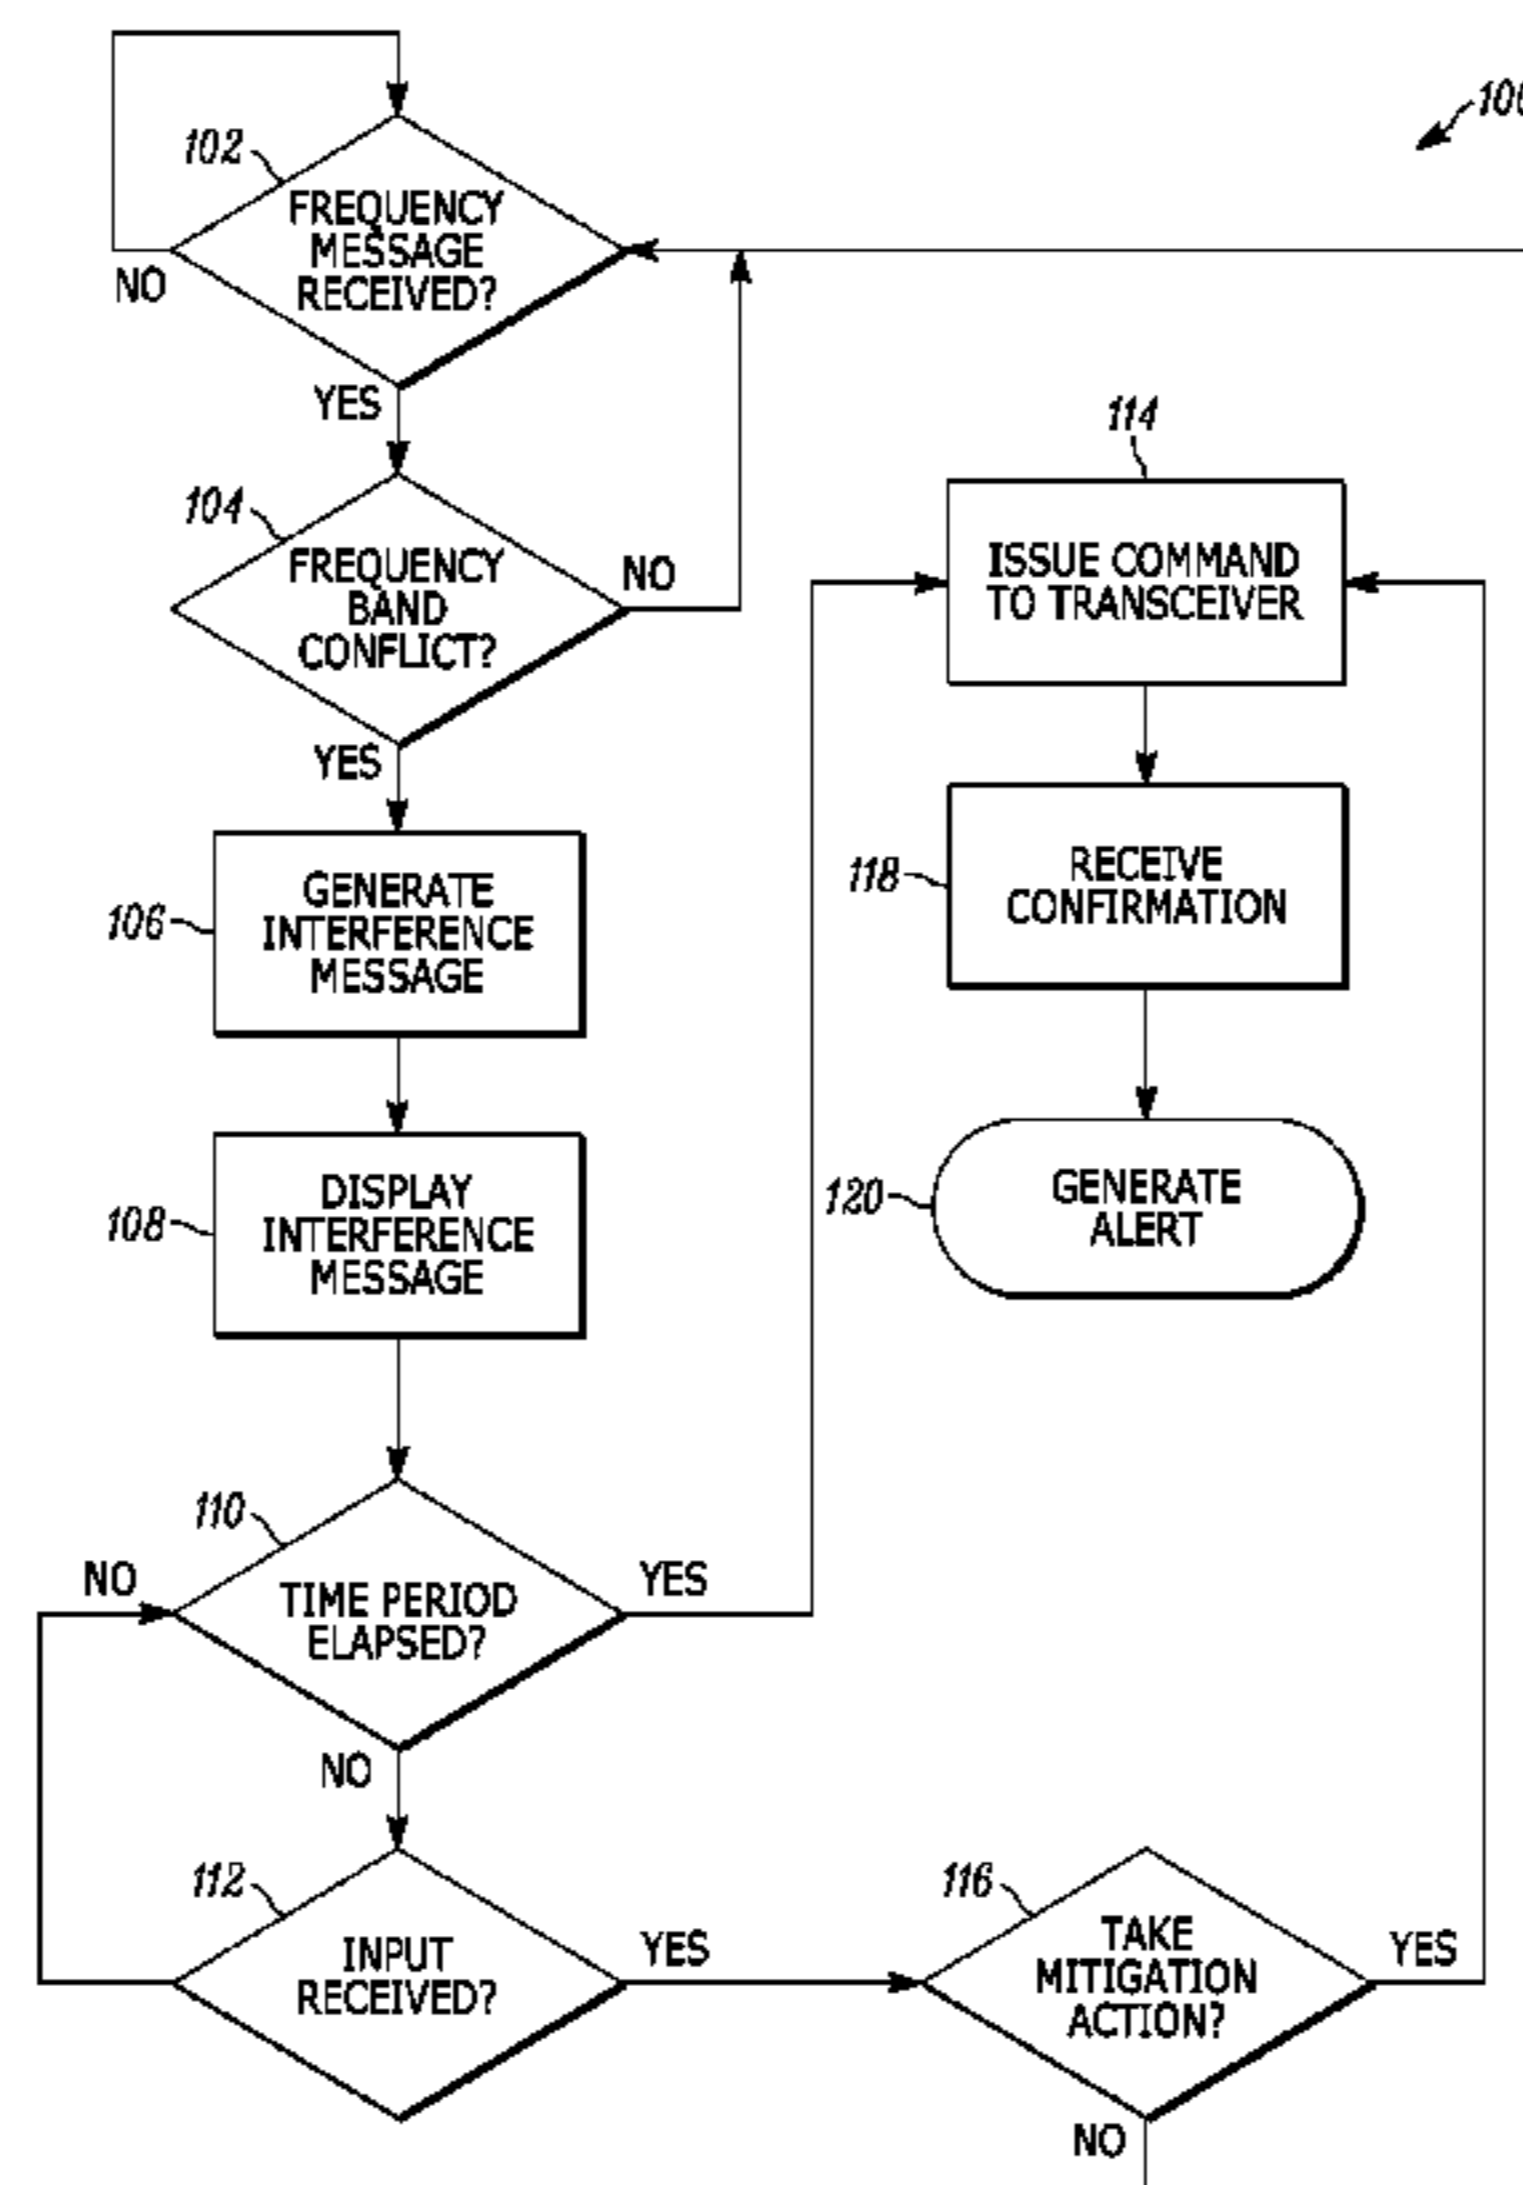 100
102
FREQUENCY
MESSAGE
RECEIVED?
NO
YES
104
FREQUENCY
BAND
CONFLICT?
NO
YES
106
GENERATE
INTERFERENCE
MESSAGE
108
DISPLAY
INTERFERENCE
MESSAGE
110
TIME PERIOD
ELAPSED?
NO
YES
NO
112
INPUT
RECEIVED?
YES
114
ISSUE COMMAND
TO TRANSCEIVER
118
RECEIVE
CONFIRMATION
120
GENERATE
ALERT
116
TAKE
MITIGATION
ACTION?
YES
NO